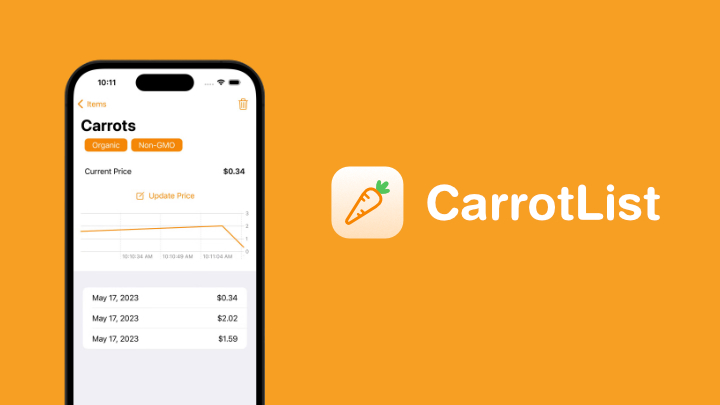 10:11
Items
Carrots
Organic Non-GMO
Current Price $0.34
Update Price
3
2
1
0
10:10:34 AM 10:10:49 AM 10:11:04 AM
May 17, 2023 $0.34
May 17, 2023 $2.02
May 17, 2023 $1.59
CarrotList